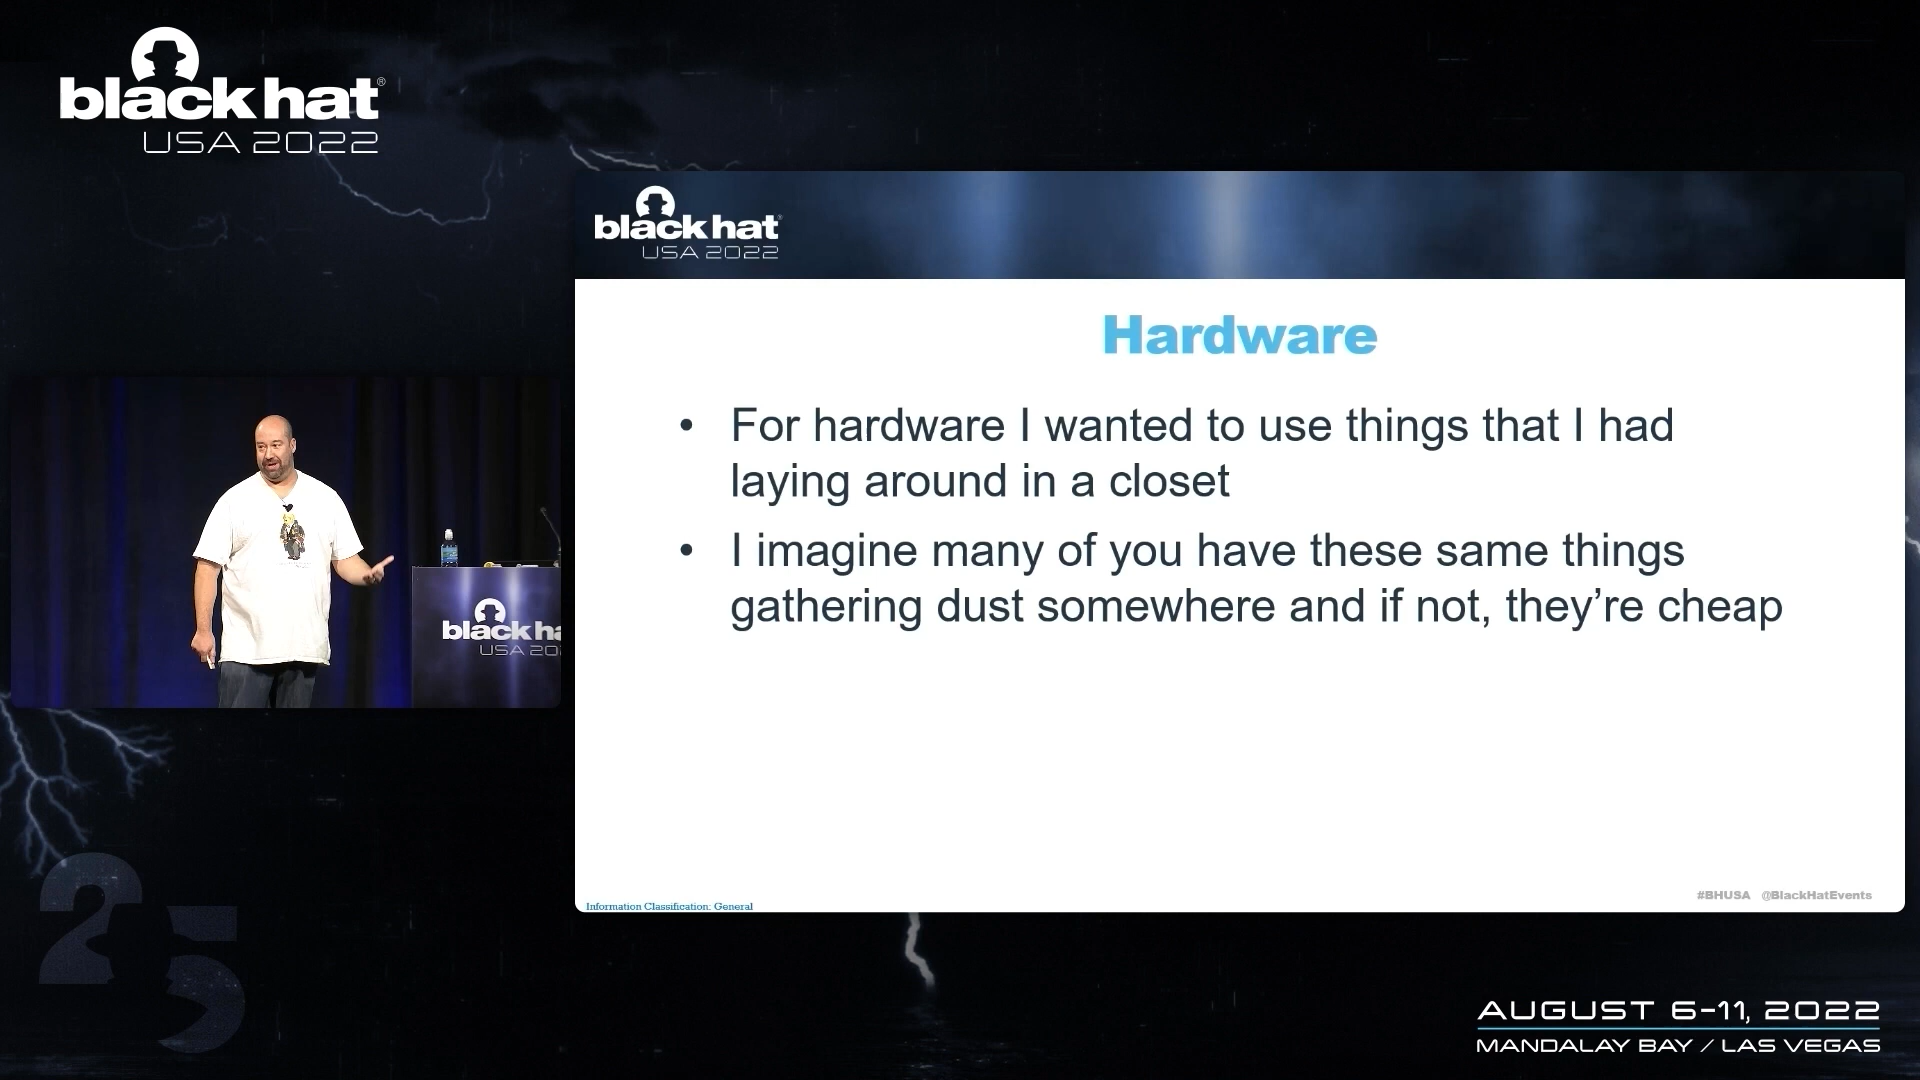 black hat®
USA 2022
black hat®
USA 2022
Hardware
• For hardware I wanted to use things that I had
laying around in a closet
• I imagine many of you have these same things
gathering dust somewhere and if not, they’re cheap
Information Classification: General
#BHUSA @BlackHatEvents
black ha
USA 20
25
AUGUST 6-11, 2022
MANDALAY BAY / LAS VEGAS